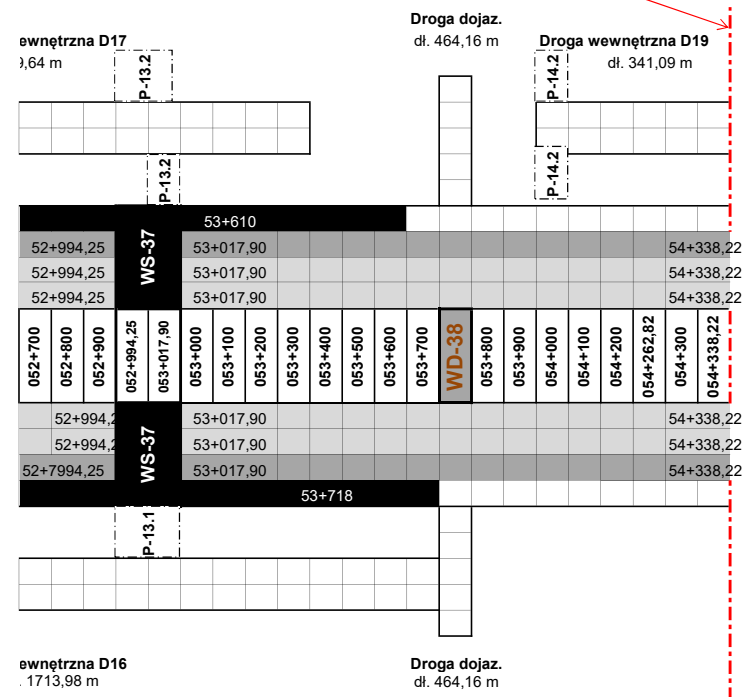 Droga dojaz.
dł. 464,16 m
ewnętrzna D17
9,64 m
Droga wewnętrzna D19
dł. 341,09 m
P-13.2
P-14.2
P-13.2
P-14.2
53+610
WS-37
52+994,25 53+017,90 54+338,22
52+994,25 53+017,90 54+338,22
52+994,25 53+017,90 54+338,22
052+700 052+800 052+900 052+994,25 053+017,90 053+000 053+100 053+200 053+300 053+400 053+500 053+600 053+700 WD-38 053+800 053+900 054+000 054+100 054+200 054+262,82 054+300 054+338,22
52+994,2 53+017,90 54+338,22
52+994,2 53+017,90 54+338,22
52+7994,25 53+017,90 54+338,22
WS-37
53+718
P-13.1
ewnętrzna D16
. 1713,98 m
Droga dojaz.
dł. 464,16 m